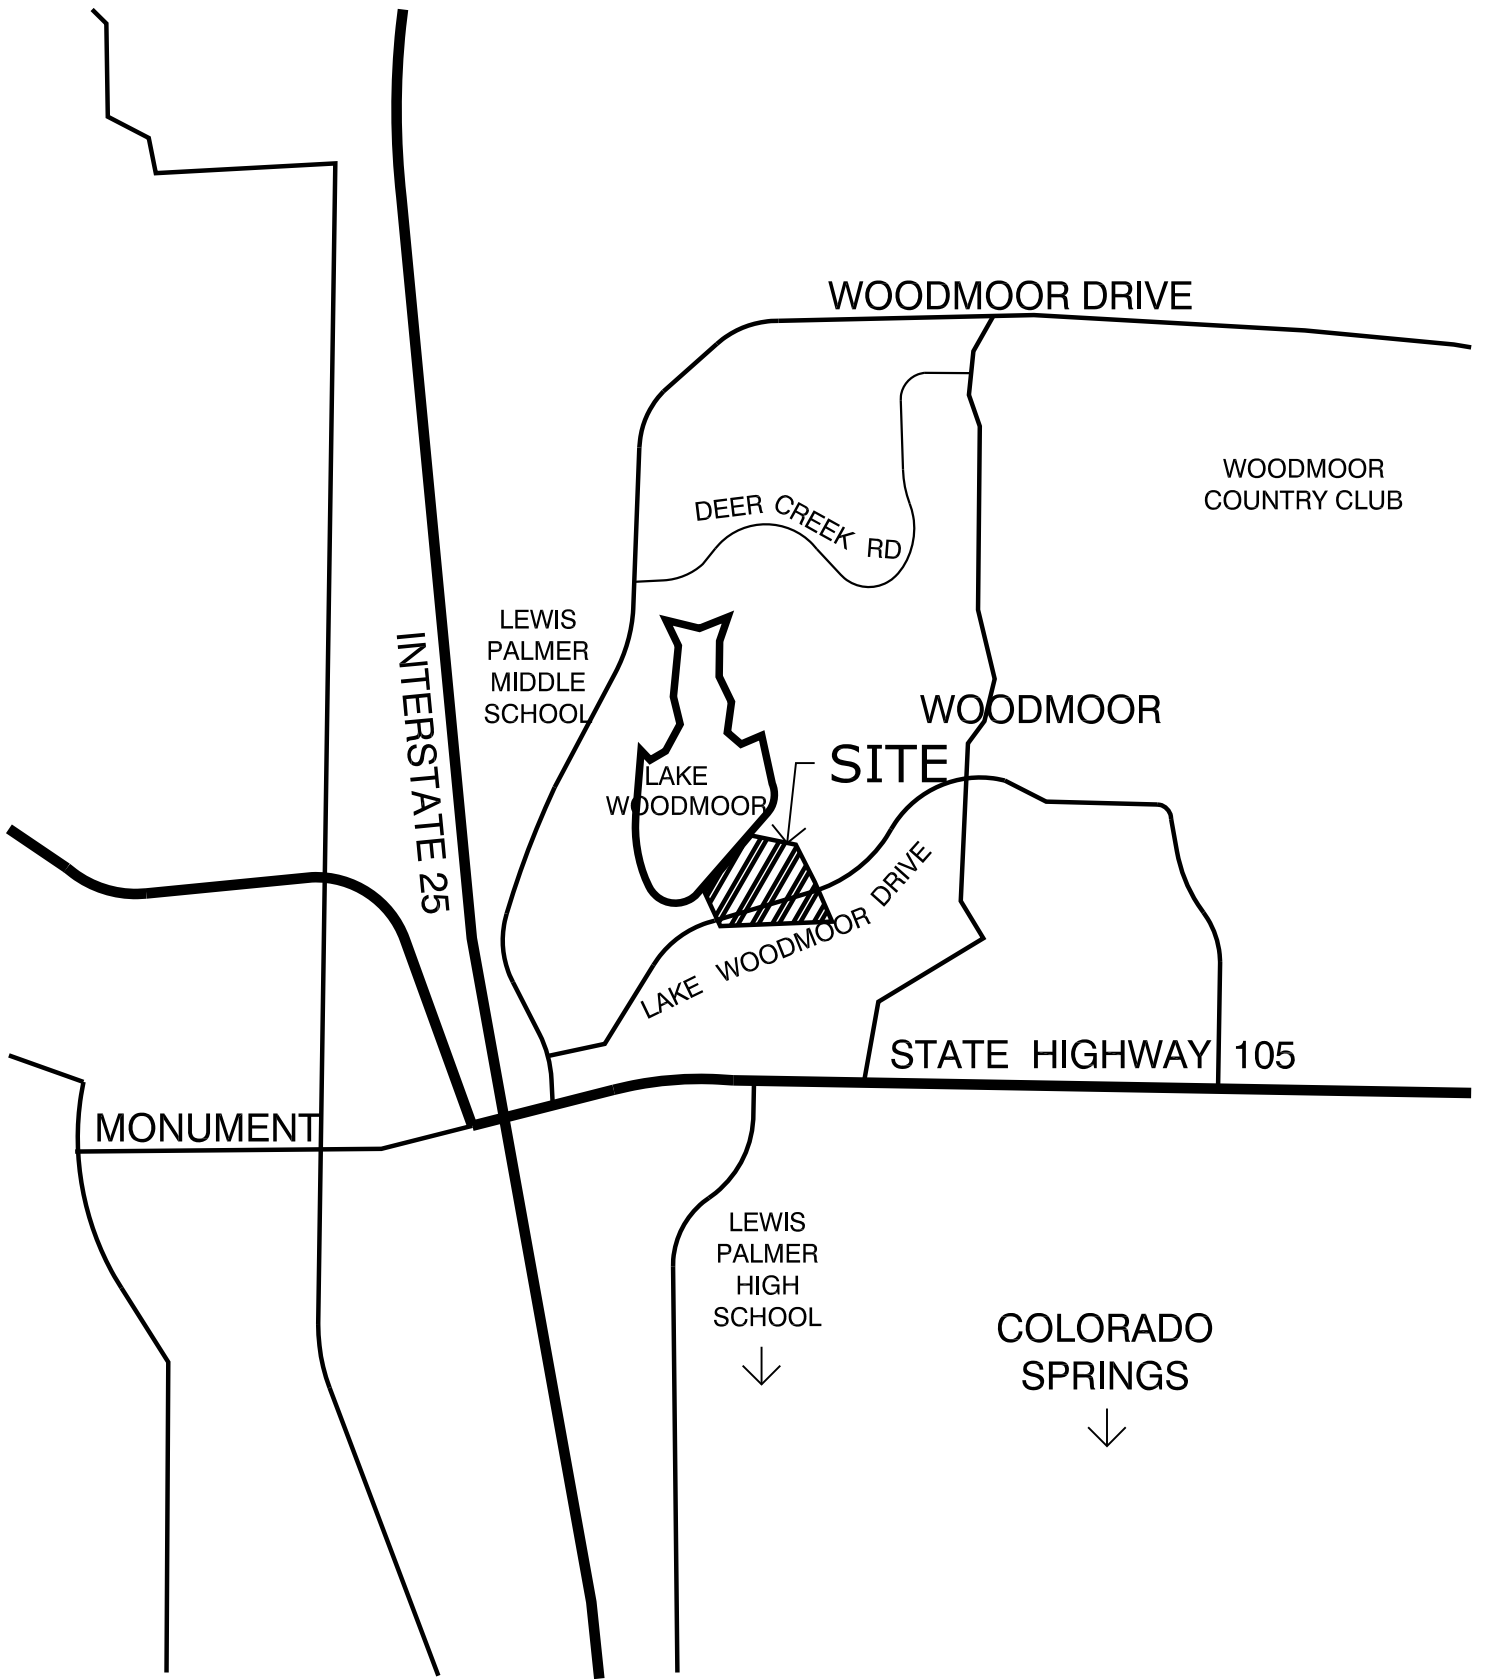 WOODMOOR DRIVE
WOODMOOR
COUNTRY CLUB
DEER CREEK RD
LEWIS
PALMER
MIDDLE
SCHOOL
INTERSTATE 25
WOODMOOR
SITE
LAKE
WOODMOOR
LAKE WOODMOOR DRIVE
STATE HIGHWAY 105
MONUMENT
LEWIS
PALMER
HIGH
SCHOOL
COLORADO
SPRINGS